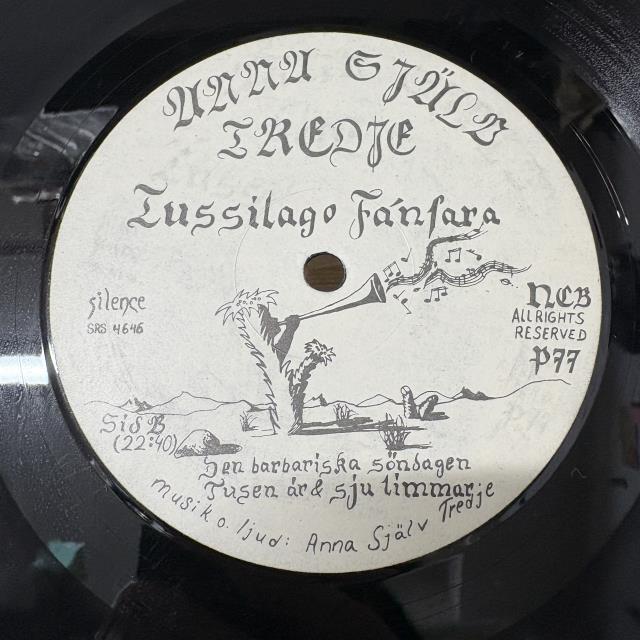 ANNA SJÄLV
TREDJE
Tussilago Fánfara
silence
SRS 4646
NCB
ALL RIGHTS
RESERVED
P77
Sid B
(22:40)
Den barbariska söndagen
Tusen år & sju timmar
musik o. ljud: Anna Själv Tredje